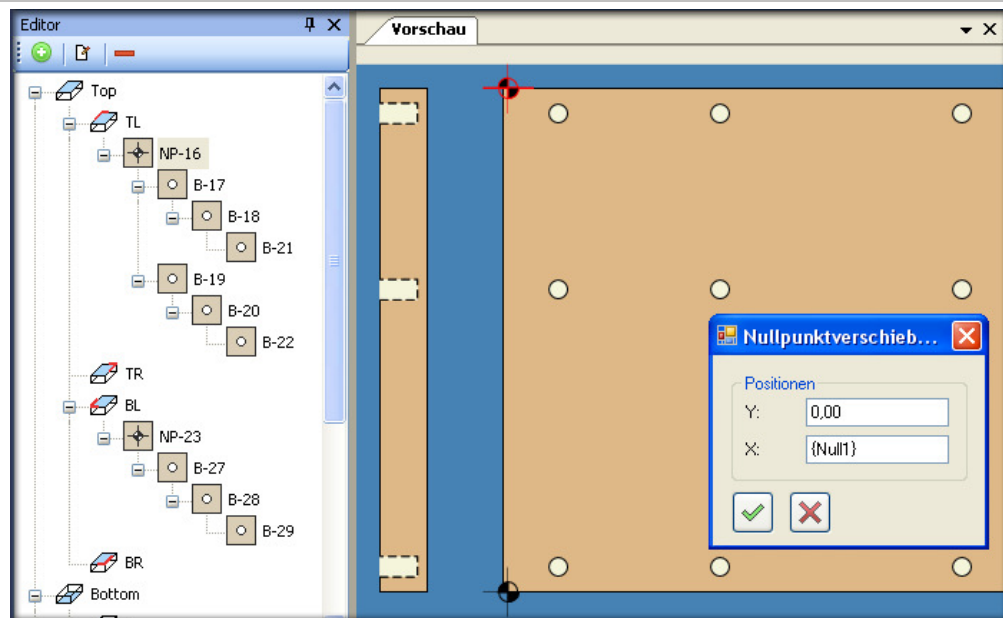 Editor
Vorschau
Top
TL
NP-16
B-17
B-18
B-21
B-19
B-20
B-22
TR
BL
NP-23
B-27
B-28
B-29
BR
Bottom
Nullpunktverschieb...
Positionen
Y: 0,00
X: {Null1}